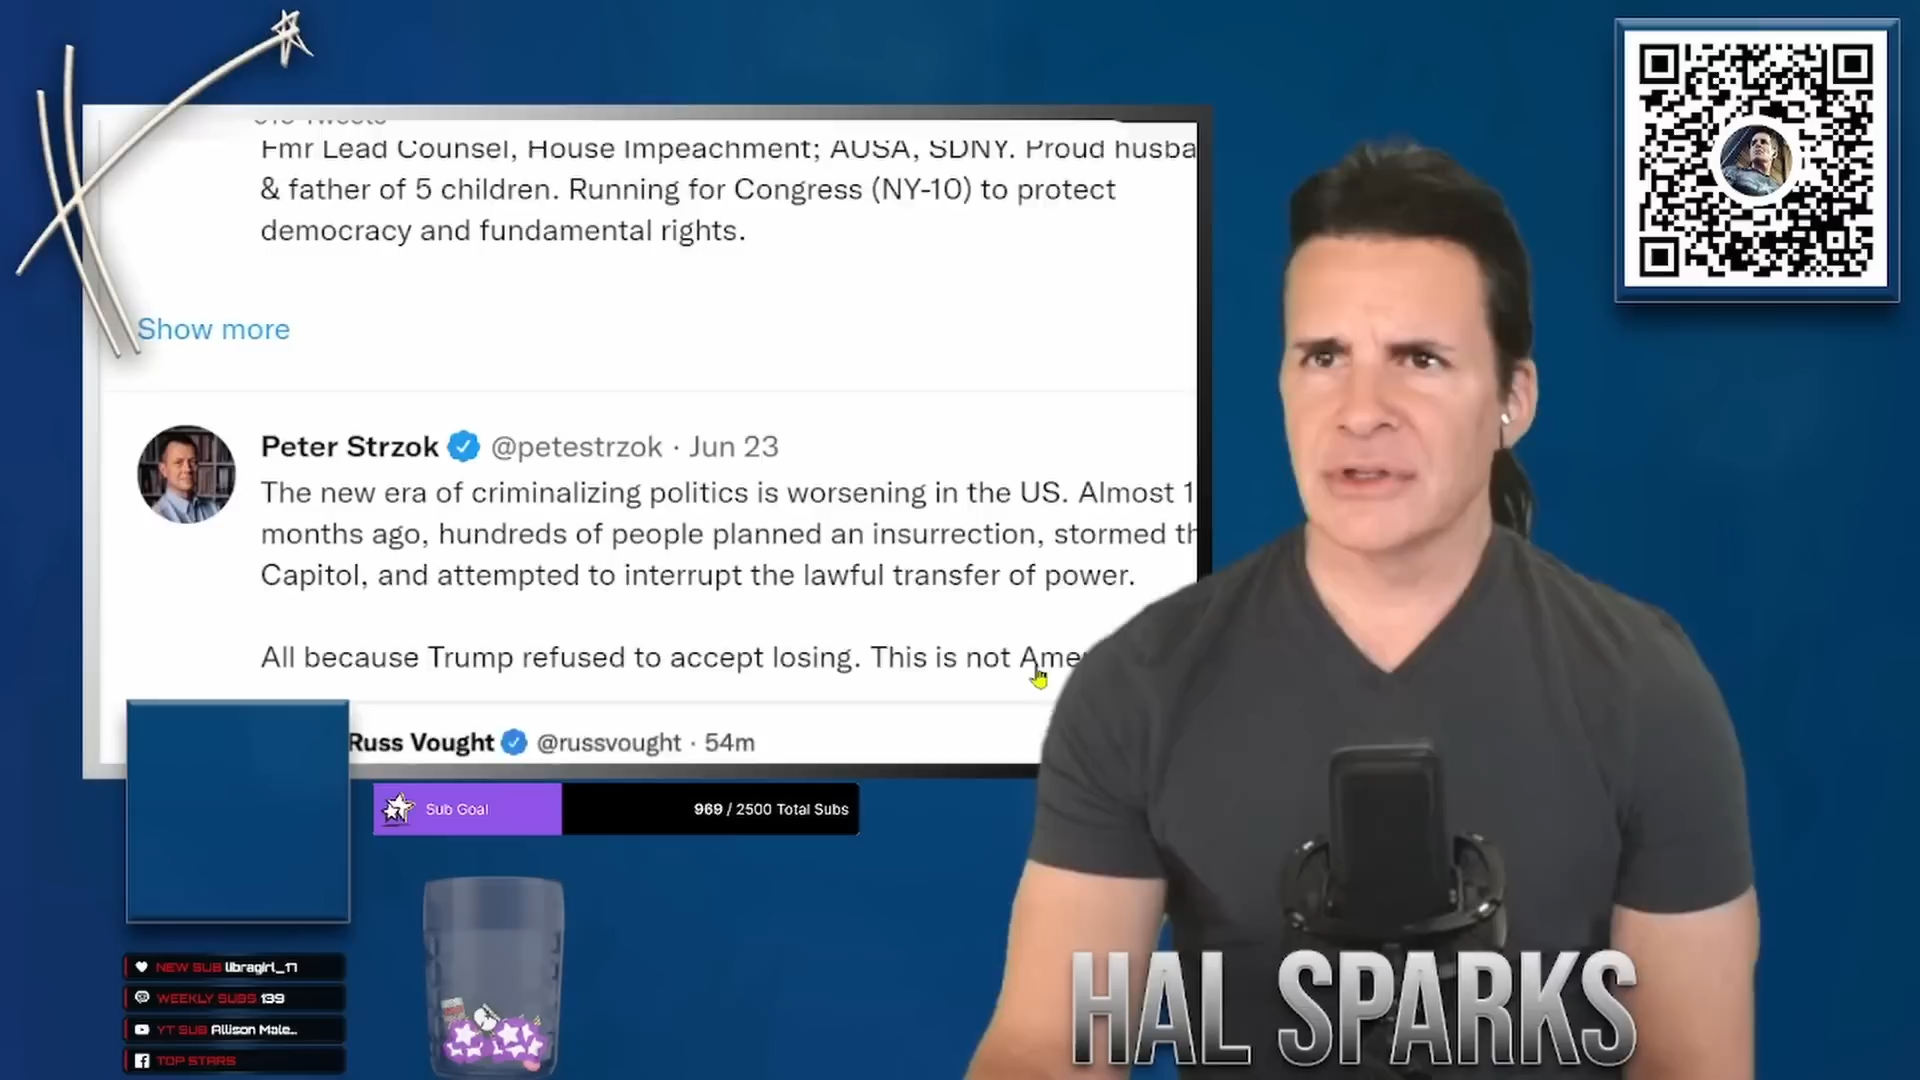 Fmr Lead Counsel, House Impeachment; AUSA, SDNY. Proud husba
& father of 5 children. Running for Congress (NY-10) to protect
democracy and fundamental rights.
Show more
Peter Strzok @petestrzok · Jun 23
The new era of criminalizing politics is worsening in the US. Almost 1
months ago, hundreds of people planned an insurrection, stormed th
Capitol, and attempted to interrupt the lawful transfer of power.
All because Trump refused to accept losing. This is not Ame
Russ Vought @russvought · 54m
Sub Goal 969 / 2500 Total Subs
NEW SUB libragirl_17
WEEKLY SUBS 139
YT SUB Allison Male...
TOP STARS
HAL SPARKS